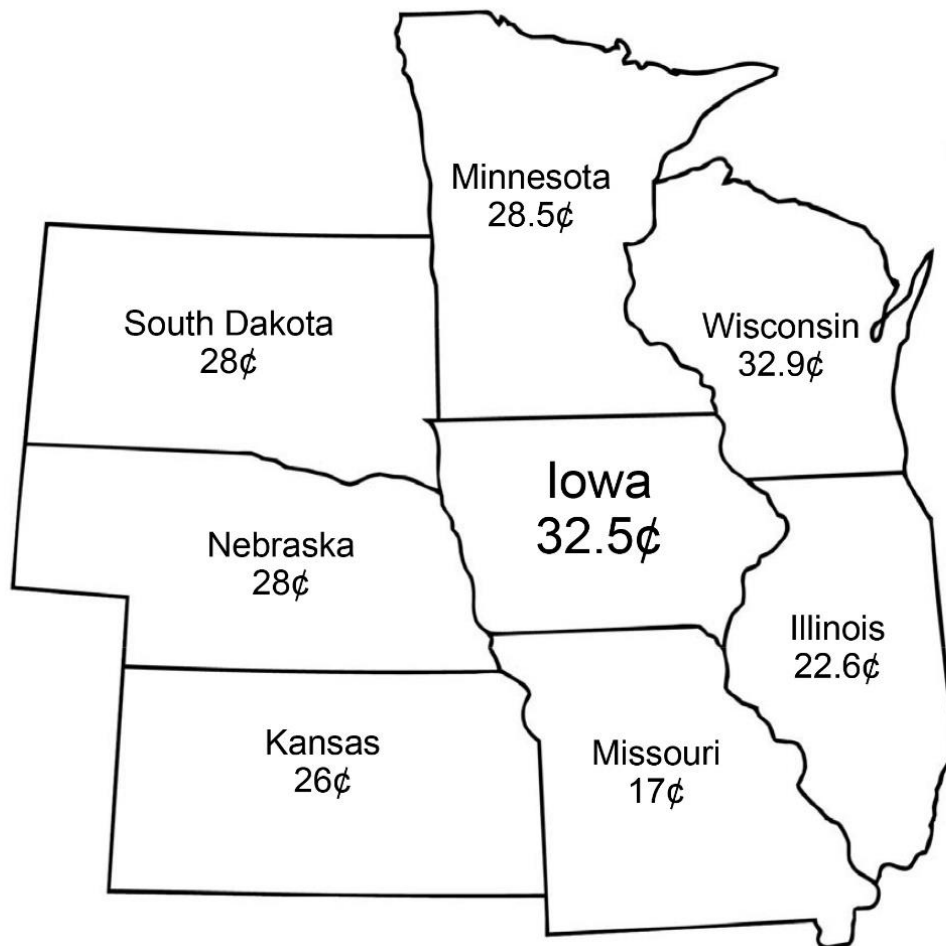 Minnesota
28.5¢
South Dakota
28¢
Wisconsin
32.9¢
Iowa
32.5¢
Nebraska
28¢
Illinois
22.6¢
Kansas
26¢
Missouri
17¢